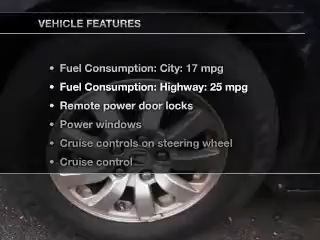 VEHICLE FEATURES
• Fuel Consumption: City: 17 mpg
• Fuel Consumption: Highway: 25 mpg
• Remote power door locks
• Power windows
• Cruise controls on steering wheel
• Cruise control